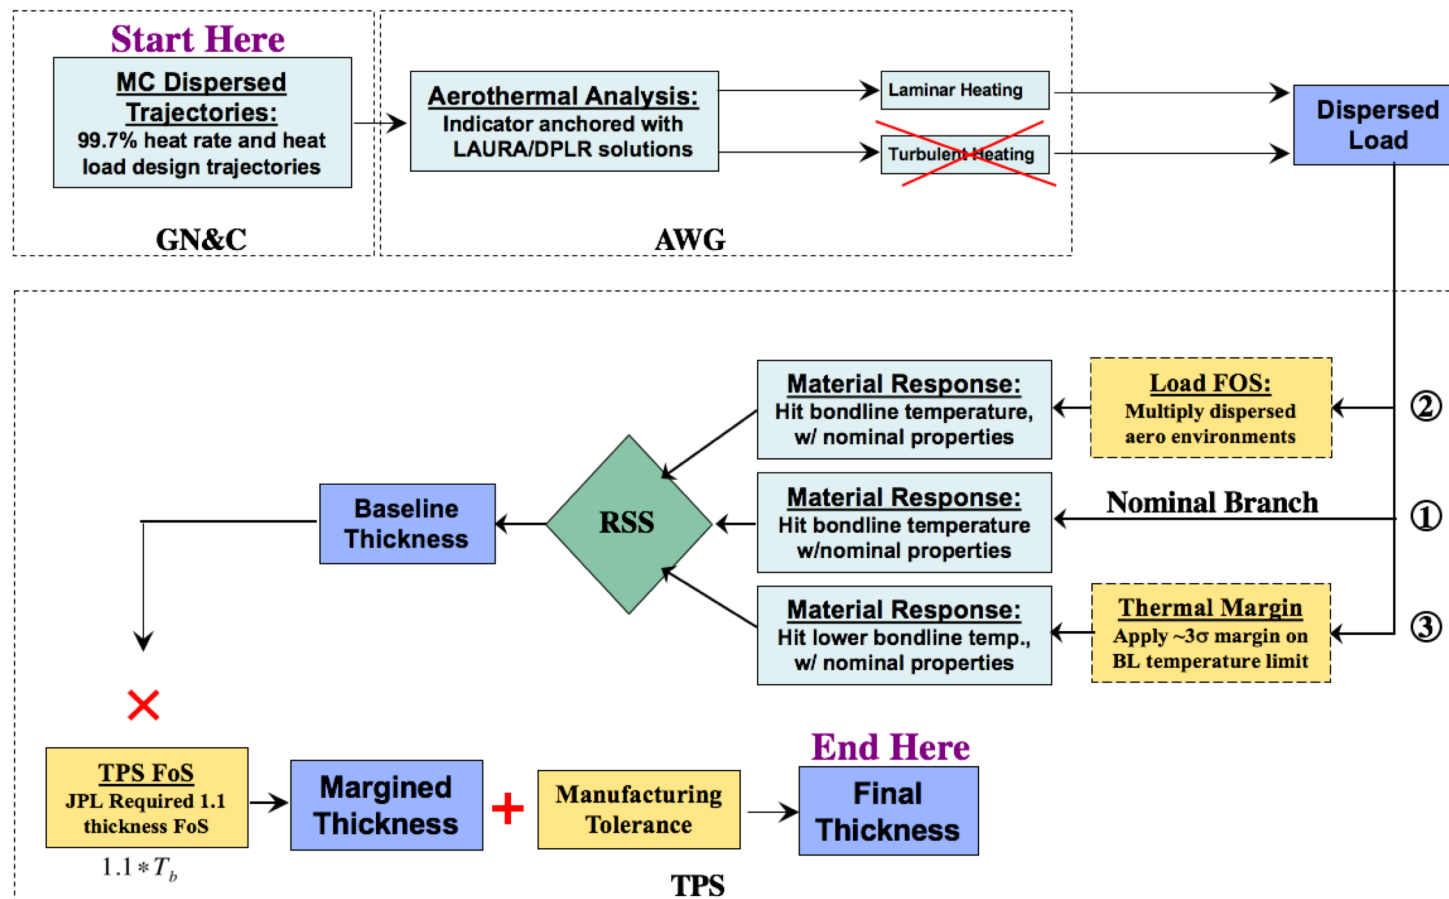 Start Here
MC Dispersed
Trajectories:
99.7% heat rate and heat
load design trajectories
GN&C
Aerothermal Analysis:
Indicator anchored with
LAURA/DPLR solutions
Laminar Heating
Turbulent Heating
AWG
Dispersed
Load
Material Response:
Hit bondline temperature,
w/ nominal properties
Load FOS:
Multiply dispersed
aero environments
②
Material Response:
Hit bondline temperature
w/nominal properties
Nominal Branch
①
Material Response:
Hit lower bondline temp.,
w/ nominal properties
Thermal Margin
Apply ~3σ margin on
BL temperature limit
③
RSS
Baseline
Thickness
×
TPS FoS
JPL Required 1.1
thickness FoS
1.1 * T_b
Margined
Thickness
+
Manufacturing
Tolerance
End Here
Final
Thickness
TPS